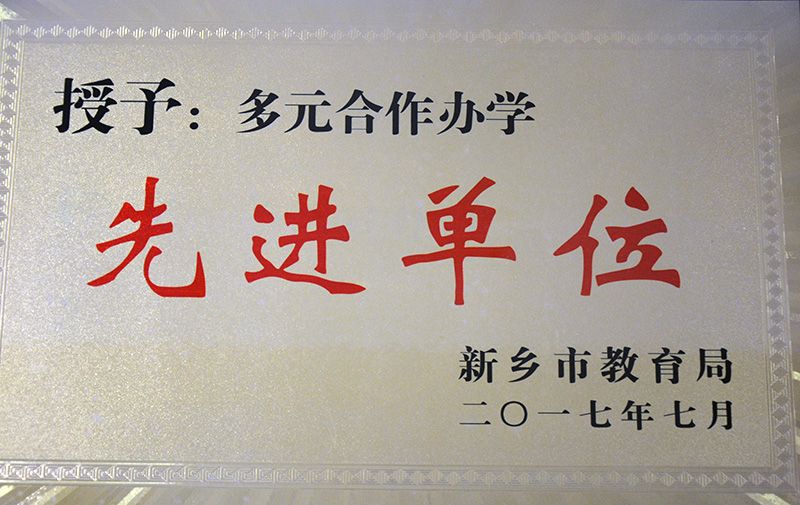 授予：多元合作办学
先进单位
新乡市教育局
二〇一七年七月